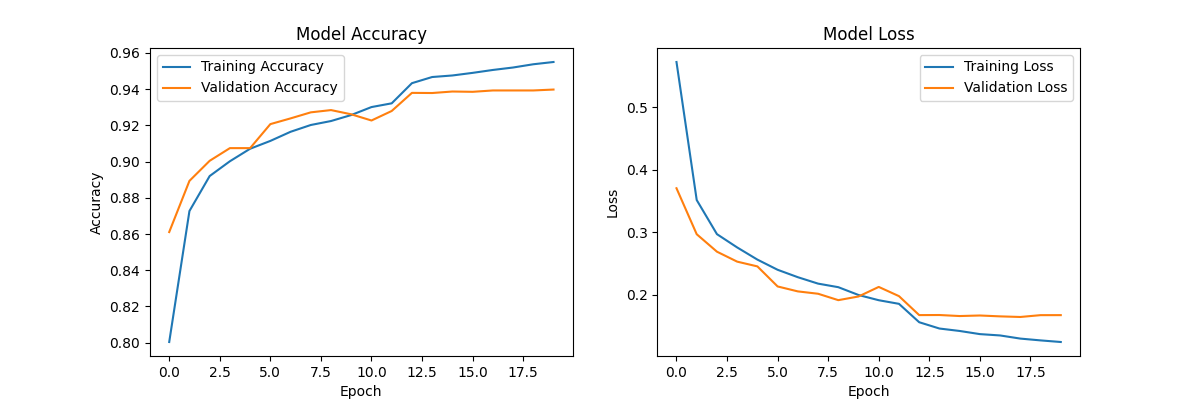 Model Accuracy
Training Accuracy
Validation Accuracy
Accuracy
0.96
0.94
0.92
0.90
0.88
0.86
0.84
0.82
0.80
0.0 2.5 5.0 7.5 10.0 12.5 15.0 17.5
Epoch
Model Loss
Training Loss
Validation Loss
Loss
0.5
0.4
0.3
0.2
0.0 2.5 5.0 7.5 10.0 12.5 15.0 17.5
Epoch